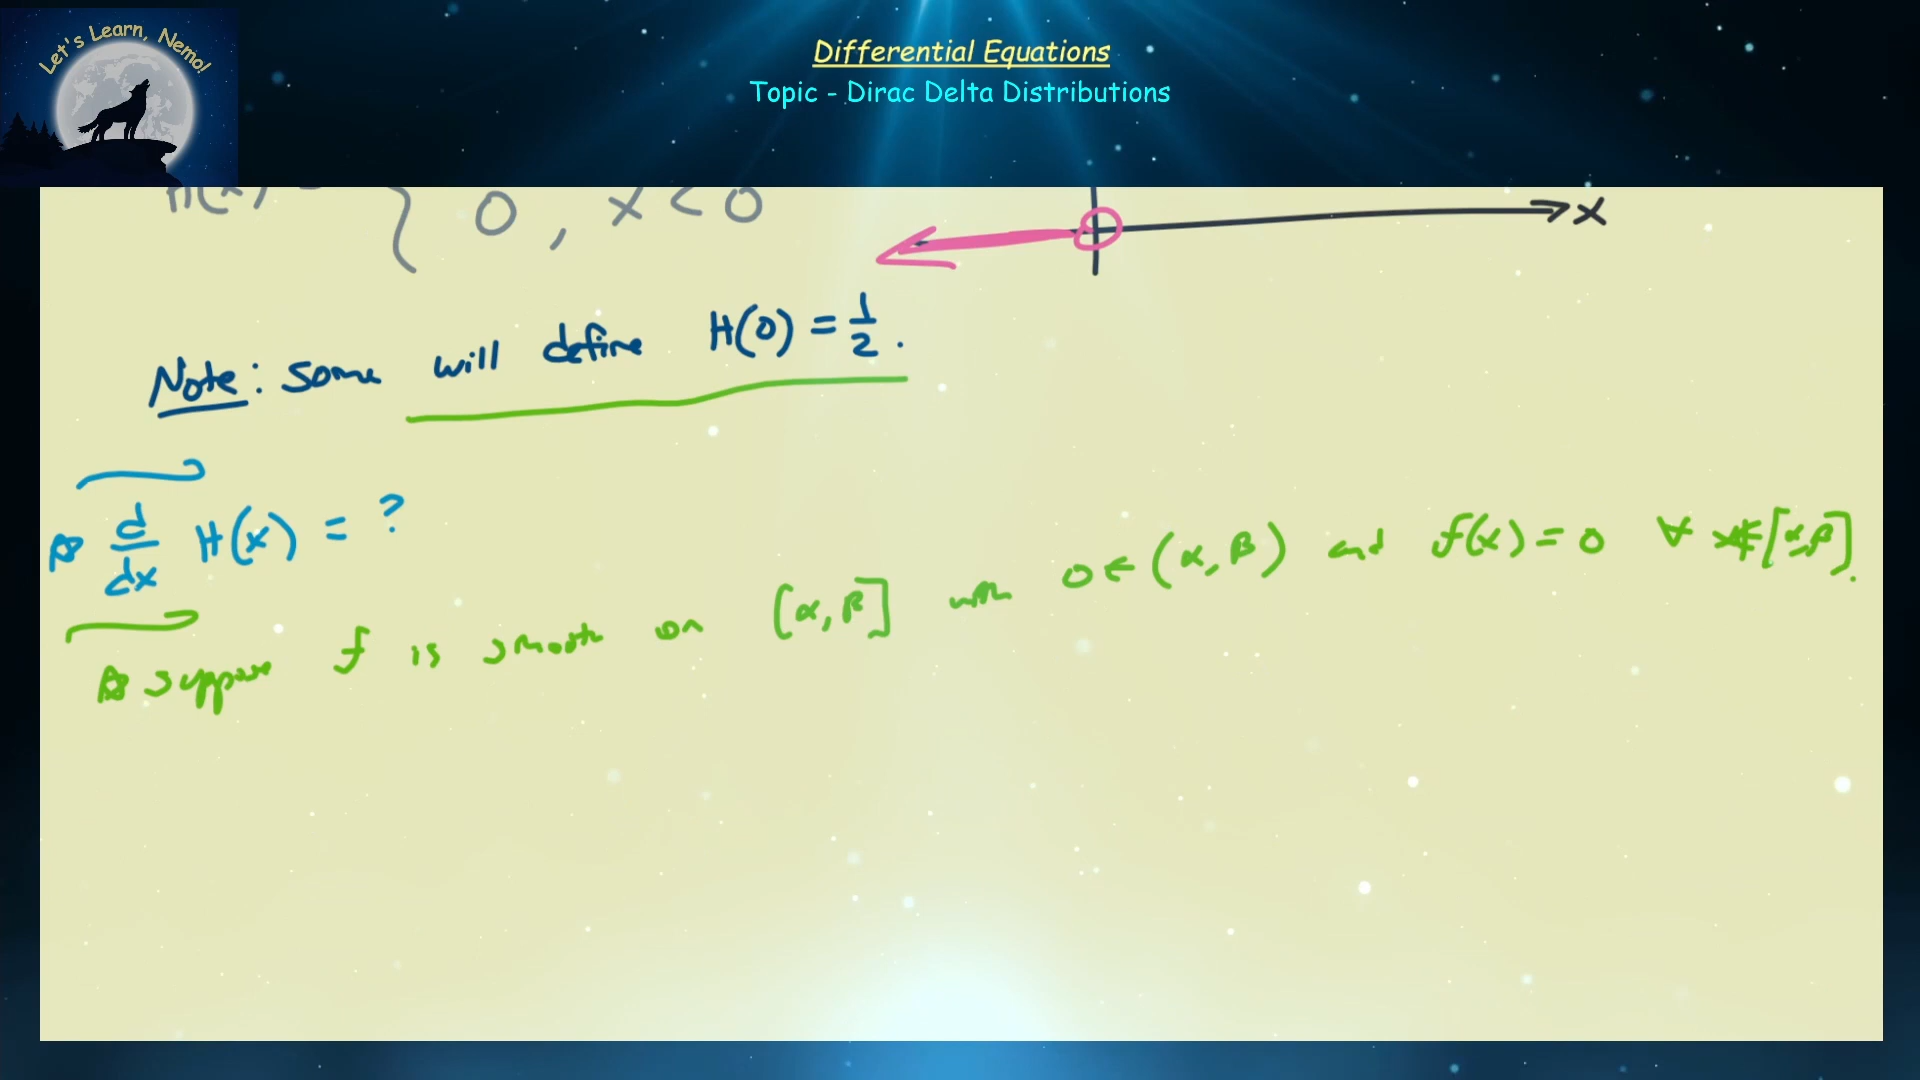 Let's Learn, Nemo!
Differential Equations
Topic - Dirac Delta Distributions
H(x) = { 0 , x < 0
x
Note: Some will define H(0) = 1/2 .
d/dx H(x) = ?
suppose f is smooth on [α, β] with 0 ∈ (α, β) and f(x) = 0 ∀ x ∉ [α, β].